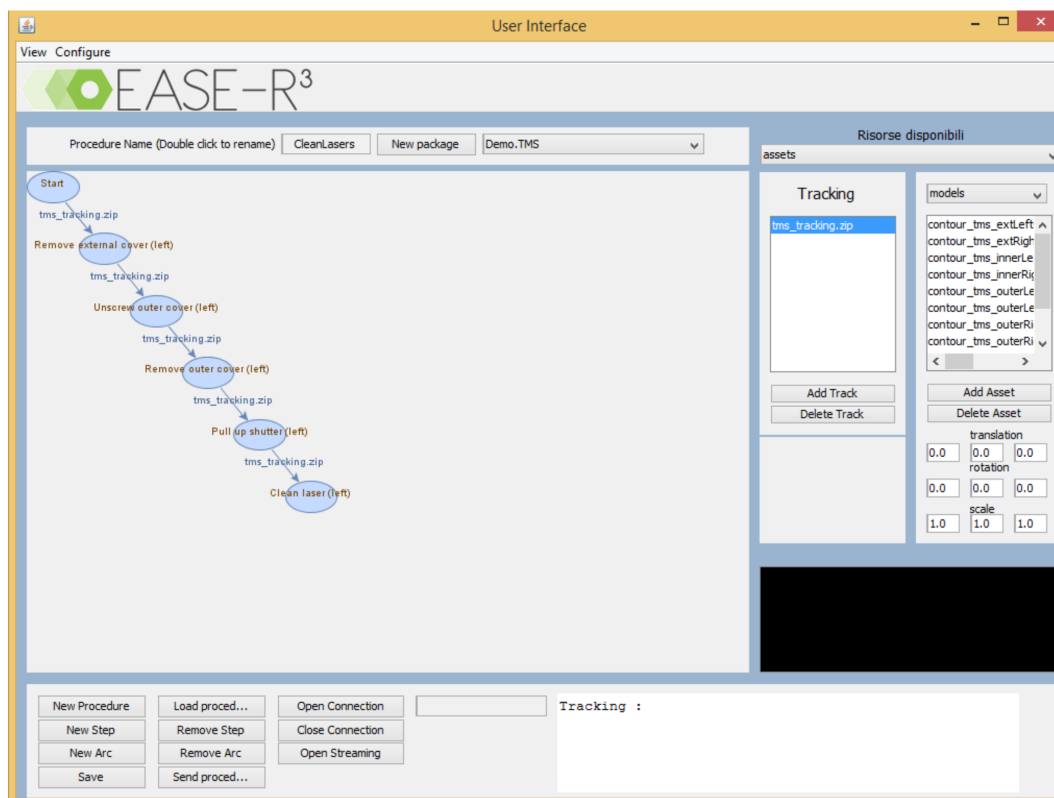 User Interface
View Configure
EASE-R³
Procedure Name (Double click to rename) CleanLasers New package Demo.TMS
Risorse disponibili
assets
Start
tms_tracking.zip
Remove external cover (left)
tms_tracking.zip
Unscrew outer cover (left)
tms_tracking.zip
Remove outer cover (left)
tms_tracking.zip
Pull up shutter (left)
tms_tracking.zip
Clean laser (left)
Tracking
tms_tracking.zip
Add Track
Delete Track
models
contour_tms_extLeft
contour_tms_extRigh
contour_tms_innerLe
contour_tms_innerRig
contour_tms_outerLe
contour_tms_outerLe
contour_tms_outerRi
contour_tms_outerRi
Add Asset
Delete Asset
translation
0.0 0.0 0.0
rotation
0.0 0.0 0.0
scale
1.0 1.0 1.0
New Procedure Load proced... Open Connection
New Step Remove Step Close Connection
New Arc Remove Arc Open Streaming
Save Send proced...
Tracking :